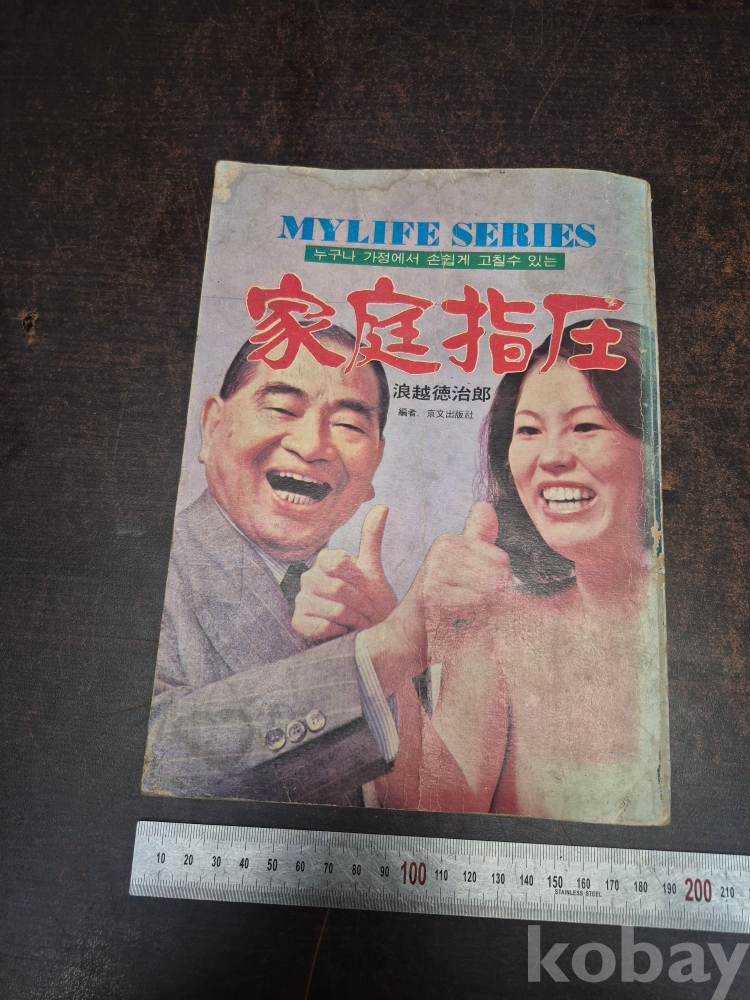 MYLIFE SERIES
누구나 가정에서 손쉽게 고칠수 있는
家庭指圧
浪越徳治郎
編者 京文出版社
10 20 30 40 50 60 70 80 90 100 110 120 130 140 150 160 170 180 190 200 210
STAINLESS STEEL
kobay